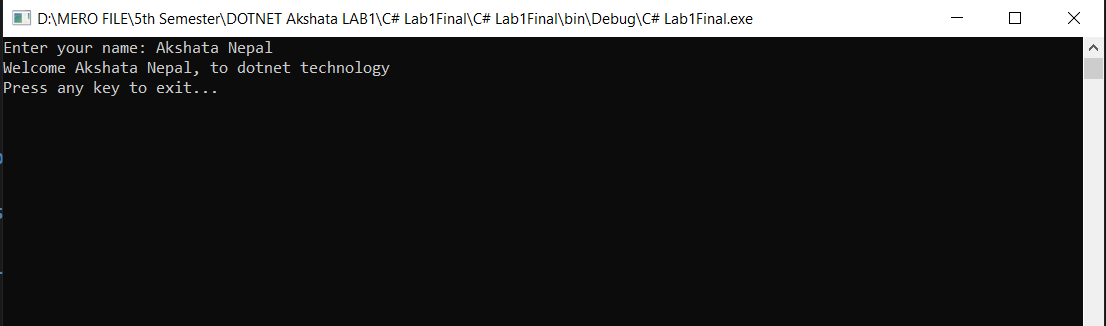 D:\MERO FILE\5th Semester\DOTNET Akshata LAB1\C# Lab1Final\C# Lab1Final\bin\Debug\C# Lab1Final.exe
Enter your name: Akshata Nepal
Welcome Akshata Nepal, to dotnet technology
Press any key to exit...